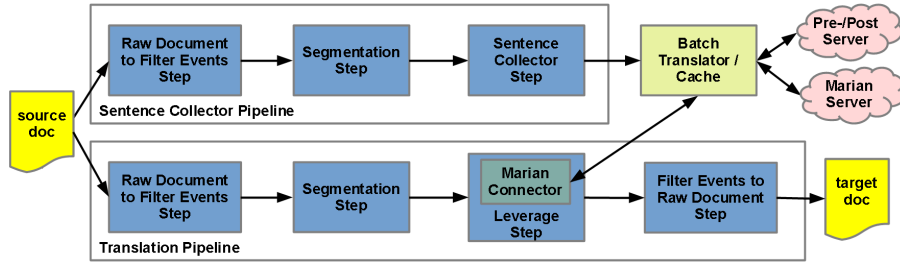 source
doc
Raw Document
to Filter Events
Step
Segmentation
Step
Sentence
Collector
Step
Sentence Collector Pipeline
Batch
Translator /
Cache
Pre-/Post
Server
Marian
Server
Raw Document
to Filter Events
Step
Segmentation
Step
Marian
Connector
Leverage
Step
Filter Events to
Raw Document
Step
Translation Pipeline
target
doc